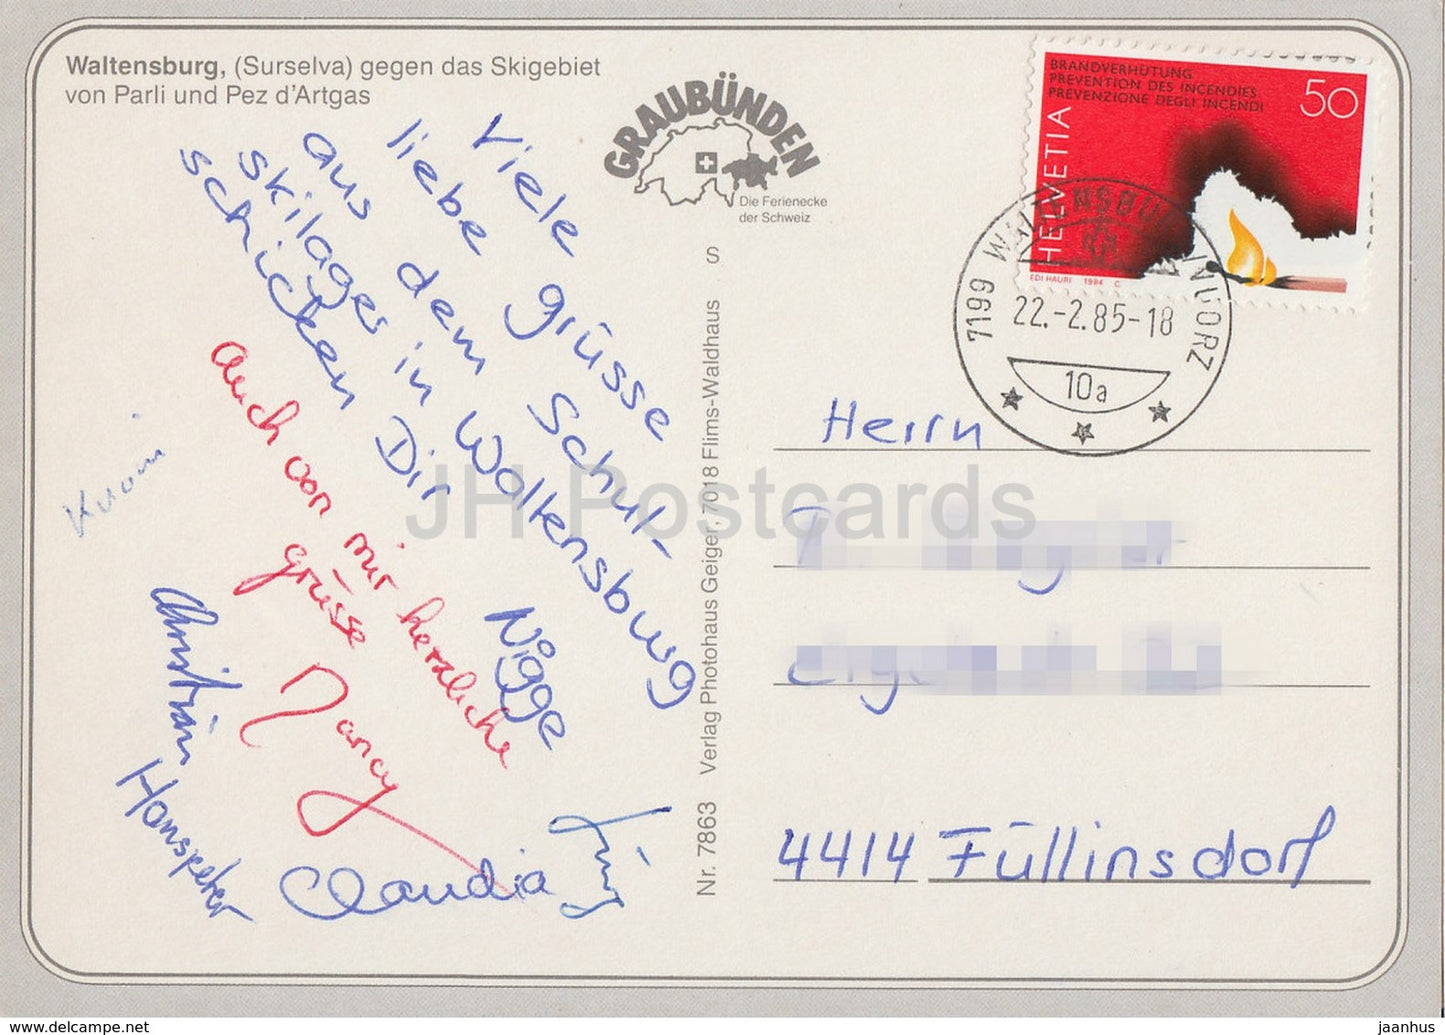 Waltensburg, (Surselva) gegen das Skigebiet
von Parli und Pez d'Artgas
GRAUBÜNDEN
Die Ferienecke
der Schweiz
BRANDVERHÜTUNG
PREVENTION DES INCENDIES
PREVENZIONE DEGLI INCENDI
50
HELVETIA
EDI HAURI 1984 C
7199 WALTENSBURG/VUORZ
22.-2.85-18
10a
Viele
liebe grüsse
aus dem Schul-
skilager in Waltensburg
schicken Dir
Nigge
auch von mir herzliche
grüsse
Nancy
Christian
Hanspeter
Claudia
S
Nr. 7863 Verlag Photohaus Geiger, 7018 Flims-Waldhaus
Herrn
4414 Füllinsdorf
JH Postcards
www.delcampe.net
jaanhus